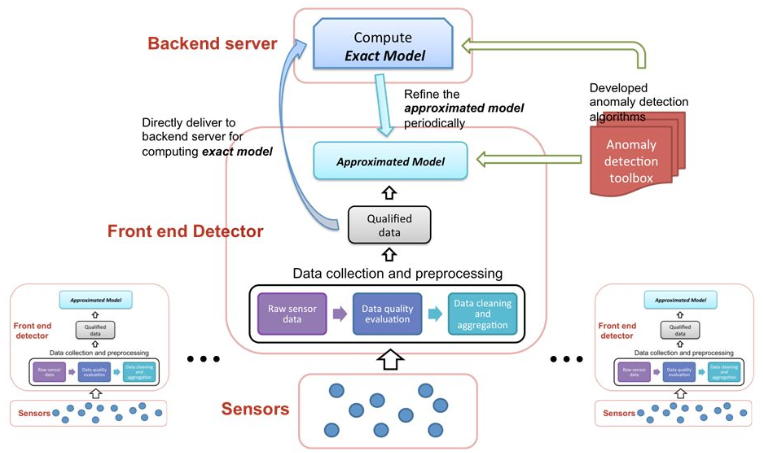 Backend server
Compute
Exact Model
Directly deliver to
backend server for
computing exact model
Refine the
approximated model
periodically
Developed
anomaly detection
algorithms
Anomaly
detection
toolbox
Approximated Model
Front end Detector
Qualified
data
Data collection and preprocessing
Raw sensor
data
Data quality
evaluation
Data cleaning
and
aggregation
Sensors
Approximated Model
Front end
detector
Qualified
data
Data collection and preprocessing
Raw sensor
data
Data quality
evaluation
Data cleaning
and
aggregation
Sensors
Approximated Model
Front end
detector
Qualified
data
Data collection and preprocessing
Raw sensor
data
Data quality
evaluation
Data cleaning
and
aggregation
Sensors